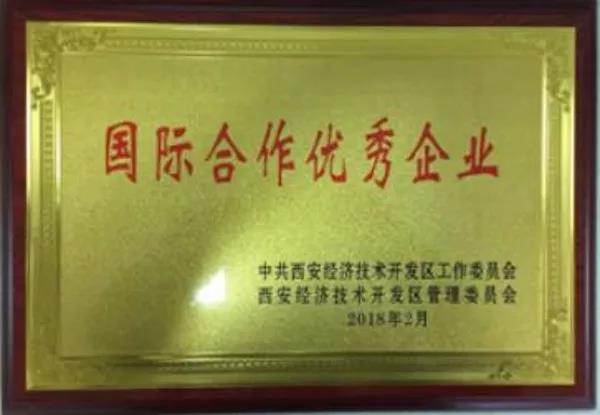 国际合作优秀企业
中共西安经济技术开发区工作委员会
西安经济技术开发区管理委员会
2018年2月